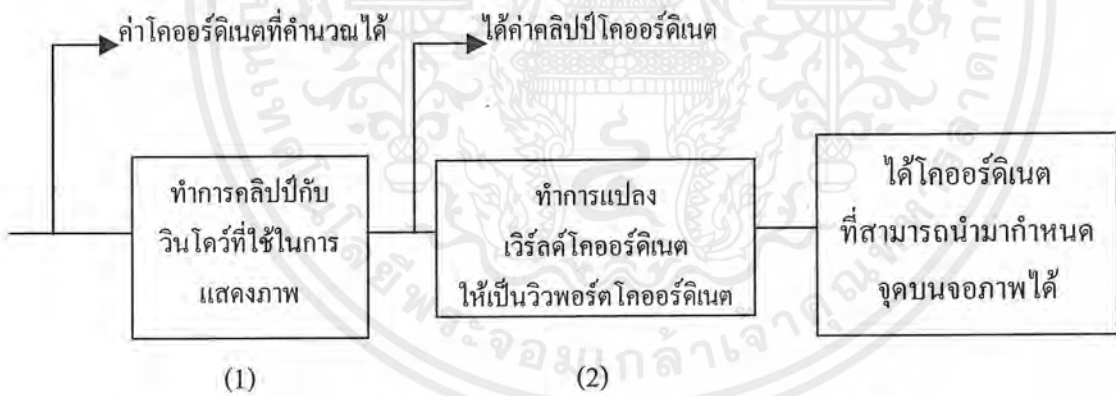 ค่าโคออร์ดิเนตที่คำนวณได้
ได้ค่าคลิปป์โคออร์ดิเนต
ทำการคลิปป์กับ
วินโดว์ที่ใช้ในการ
แสดงภาพ
(1)
ทำการแปลง
เวิร์ลด์โคออร์ดิเนต
ให้เป็นวิวพอร์ตโคออร์ดิเนต
(2)
ได้โคออร์ดิเนต
ที่สามารถนำมากำหนด
จุดบนจอภาพได้